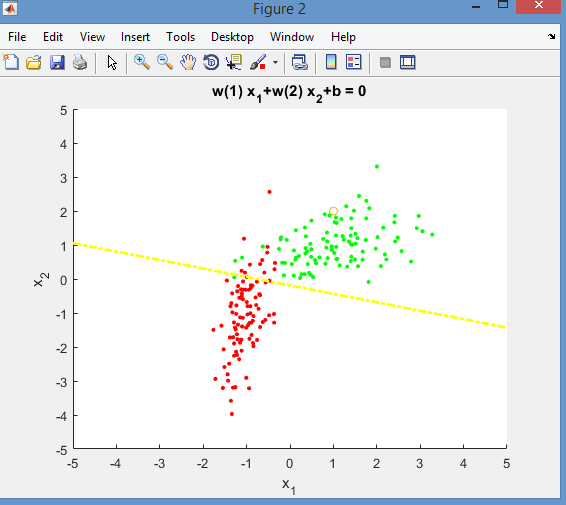 Figure 2
File Edit View Insert Tools Desktop Window Help
w(1) x1+w(2) x2+b = 0
5
4
3
2
1
0
-1
-2
-3
-4
-5
x2
-5 -4 -3 -2 -1 0 1 2 3 4 5
x1